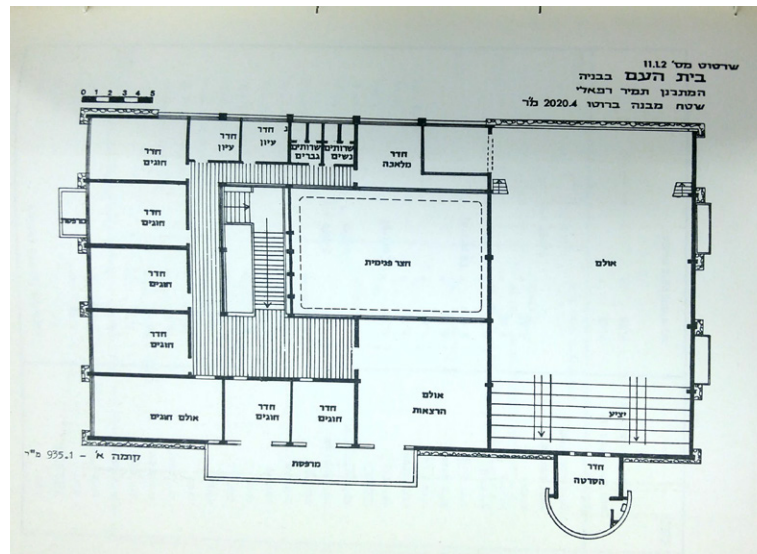 שרטוט מס' 11.1.2
בית העם בבניה
המתכנן תמיר רפאלי
שטח מבנה ברוטו 2020.4 מ"ר
0 1 2 3 4 5
חדר חוגים
חדר עיון
חדר עיון
שרותים גברים
שרותים נשים
חדר מלאכה
חדר חוגים
מרפסת
חצר פנימית
אולם
חדר חוגים
חדר חוגים
אולם חוגים
חדר חוגים
חדר חוגים
אולם הרצאות
יציע
מרפסת
חדר הסרטה
קומה א' - 935.1 מ"ר